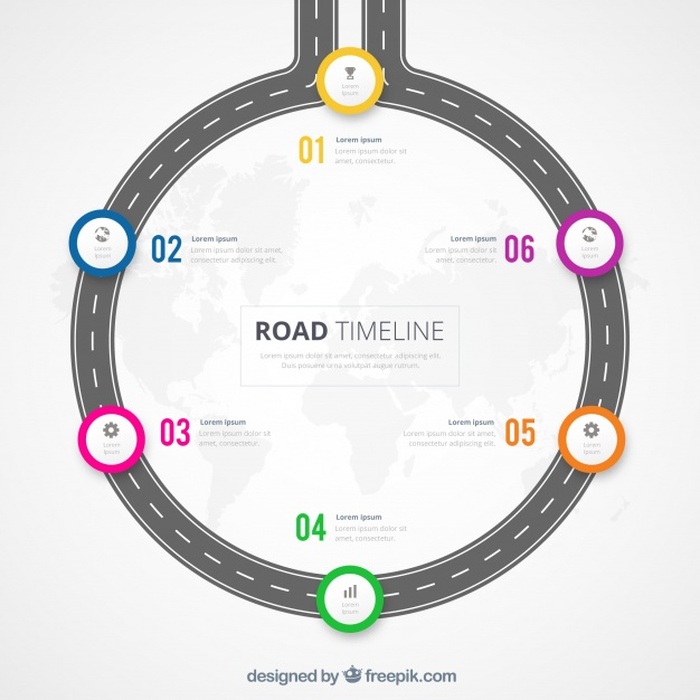 Lorem
Ipsum
01
Lorem ipsum
Lorem ipsum dolor sit
amet, consectetur.
Lorem
Ipsum
02
Lorem ipsum
Lorem ipsum dolor sit amet,
consectetur adipiscing elit.
Lorem ipsum
Lorem ipsum dolor sit amet,
consectetur adipiscing elit.
06
Lorem
Ipsum
ROAD TIMELINE
Lorem ipsum dolor sit amet, consectetur adipiscing elit.
Duis posuere ipsum vitae augue rutrum.
Lorem
Ipsum
03
Lorem ipsum
Lorem ipsum dolor sit
amet, consectetur.
Lorem ipsum
Lorem ipsum dolor sit amet,
consectetur adipiscing elit.
05
Lorem
Ipsum
04
Lorem ipsum
Lorem ipsum dolor sit
amet, consectetur.
Lorem
Ipsum
designed by freepik.com